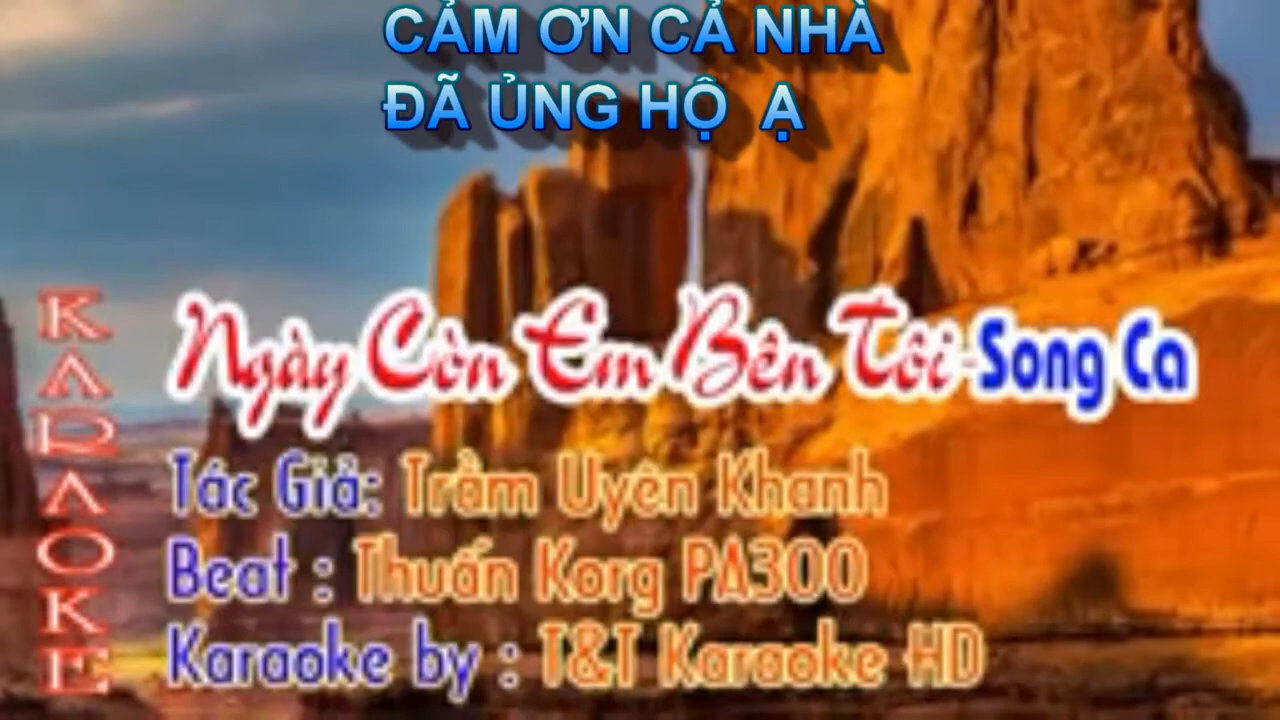 CẢM ƠN CẢ NHÀ
ĐÃ ỦNG HỘ Ạ
KARAOKE
Ngày Còn Em Bên Tôi-Song Ca
Tác Giả: Trầm Uyên Khanh
Beat : Thuấn Korg PA300
Karaoke by : T&T Karaoke HD